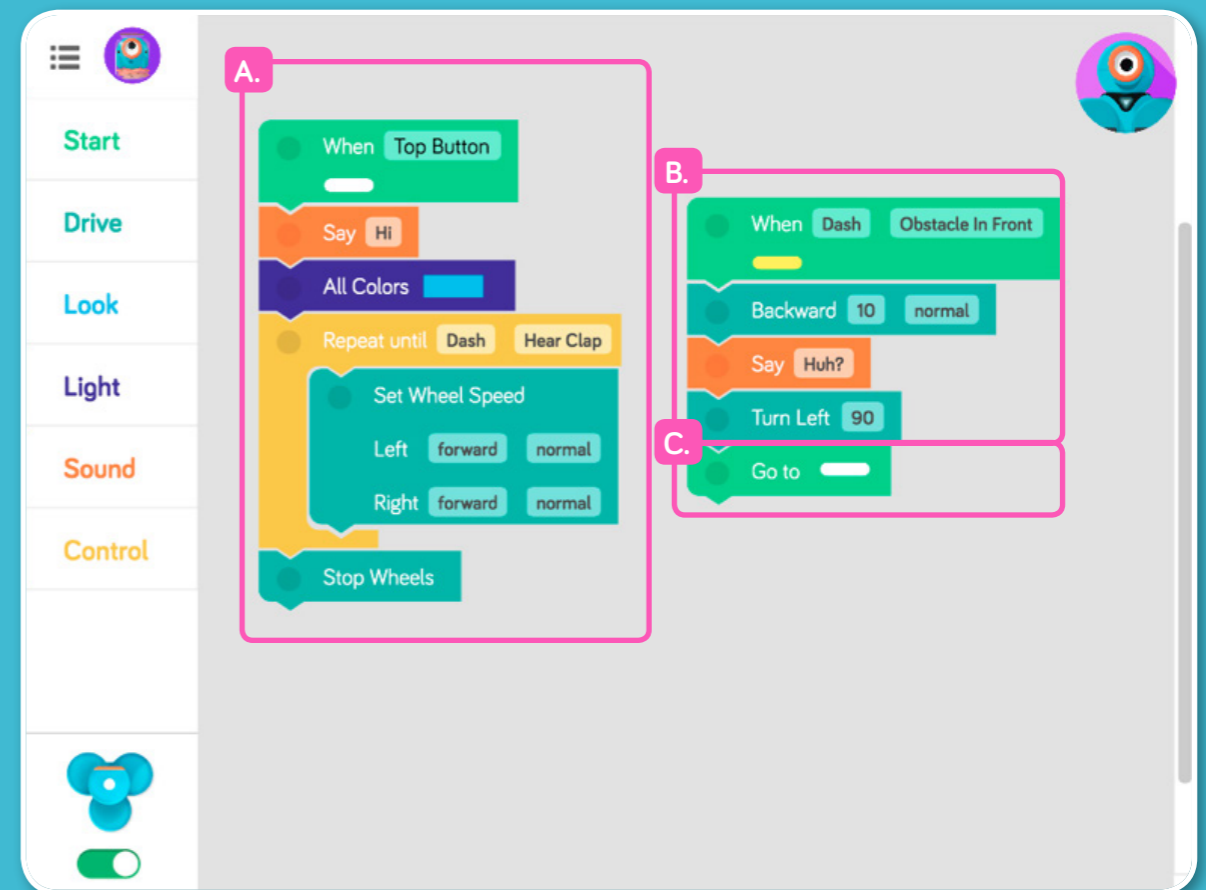 Start
Drive
Look
Light
Sound
Control
A.
When Top Button
Say Hi
All Colors
Repeat until Dash Hear Clap
Set Wheel Speed
Left forward normal
Right forward normal
Stop Wheels
B.
When Dash Obstacle In Front
Backward 10 normal
Say Huh?
Turn Left 90
C.
Go to